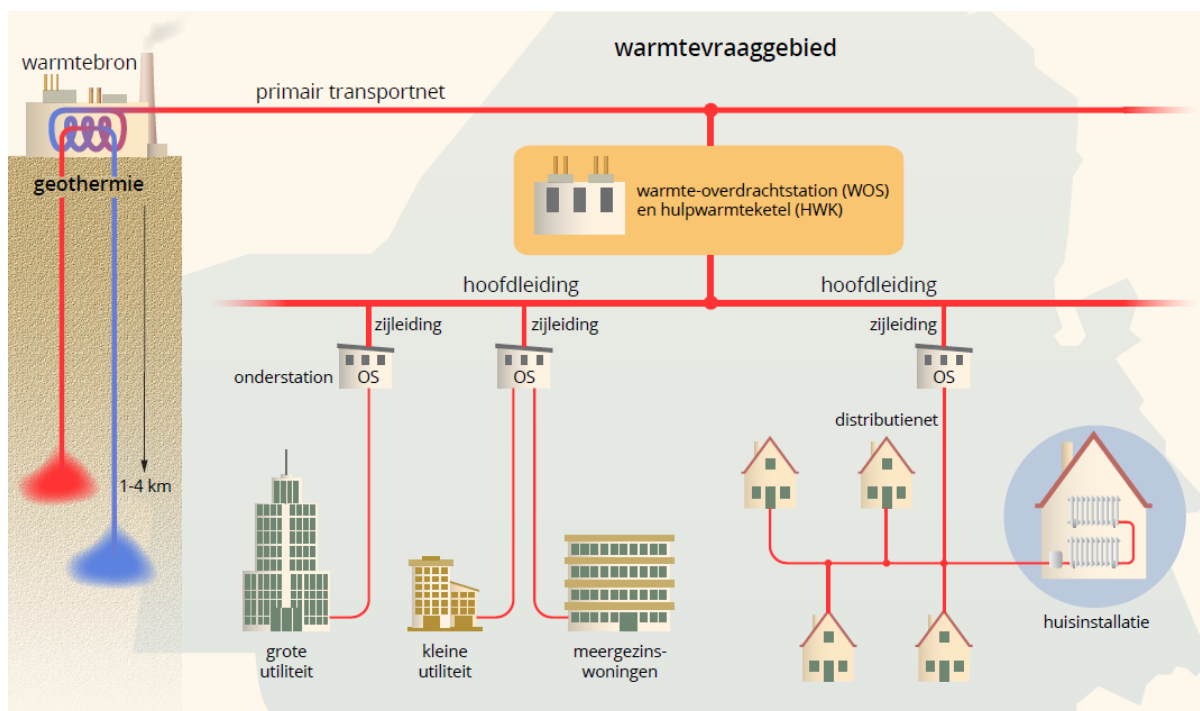 warmtevraaggebied
warmtebron
primair transportnet
geothermie
warmte-overdrachtstation (WOS)
en hulpwarmteketel (HWK)
hoofdleiding
hoofdleiding
zijleiding
zijleiding
zijleiding
onderstation
OS
OS
OS
distributienet
1-4 km
huisinstallatie
grote
utiliteit
kleine
utiliteit
meergezins-
woningen